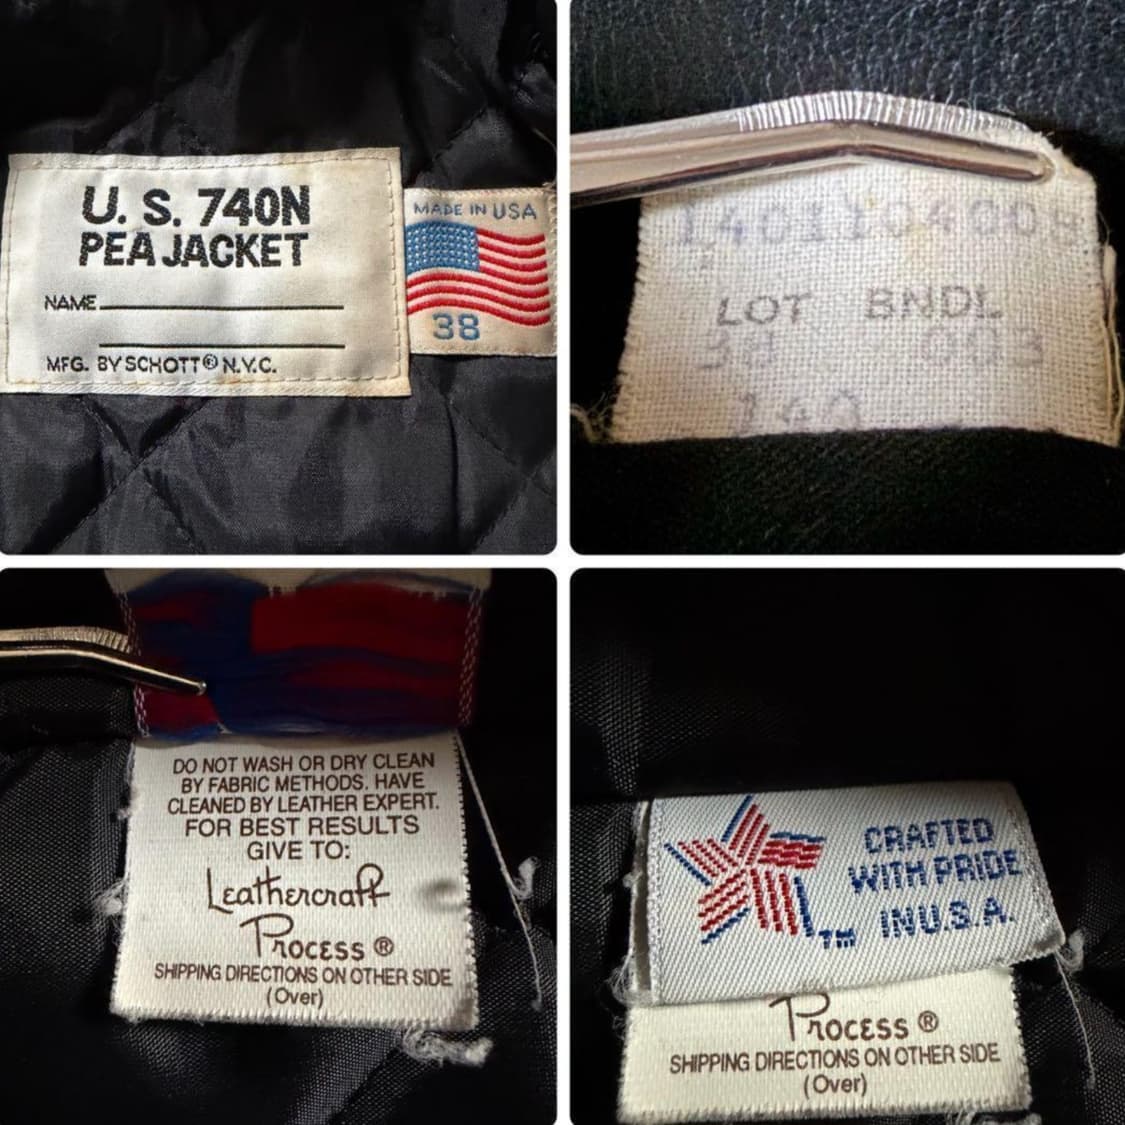 U. S. 740N
PEA JACKET
NAME
MFG. BY SCHOTT® N.Y.C.
MADE IN USA
38
LOT BNDL
140
DO NOT WASH OR DRY CLEAN
BY FABRIC METHODS. HAVE
CLEANED BY LEATHER EXPERT.
FOR BEST RESULTS
GIVE TO:
Leathercraft
Process ®
SHIPPING DIRECTIONS ON OTHER SIDE
(Over)
CRAFTED
WITH PRIDE
IN U.S.A.
TM
Process ®
SHIPPING DIRECTIONS ON OTHER SIDE
(Over)